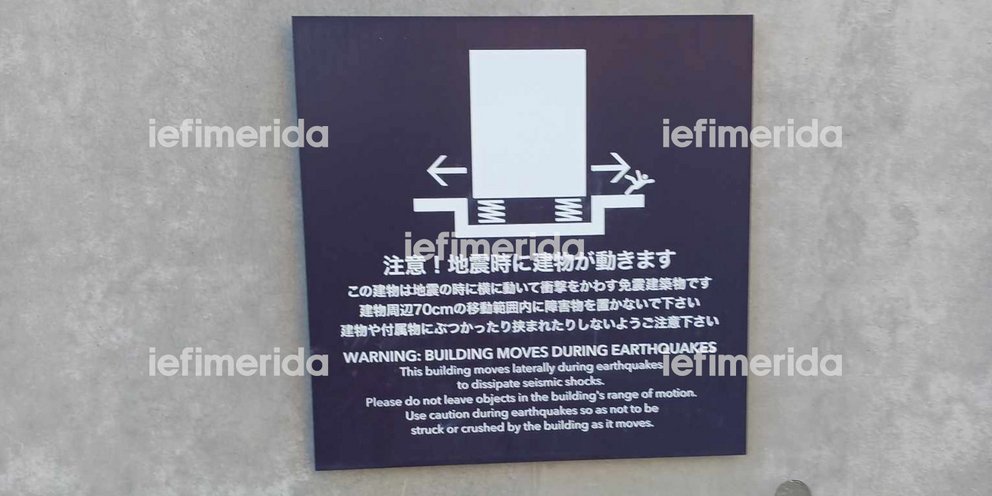 iefimerida
iefimerida
iefimerida
注意！地震時に建物が動きます
この建物は地震の時に横に動いて衝撃をかわす免震建築物です
建物周辺70cmの移動範囲内に障害物を置かないで下さい
建物や付属物にぶつかったり挟まれたりしないようご注意下さい
WARNING: BUILDING MOVES DURING EARTHQUAKES
iefimerida
iefimerida
This building moves laterally during earthquakes
to dissipate seismic shocks.
Please do not leave objects in the building's range of motion.
Use caution during earthquakes so as not to be
struck or crushed by the building as it moves.